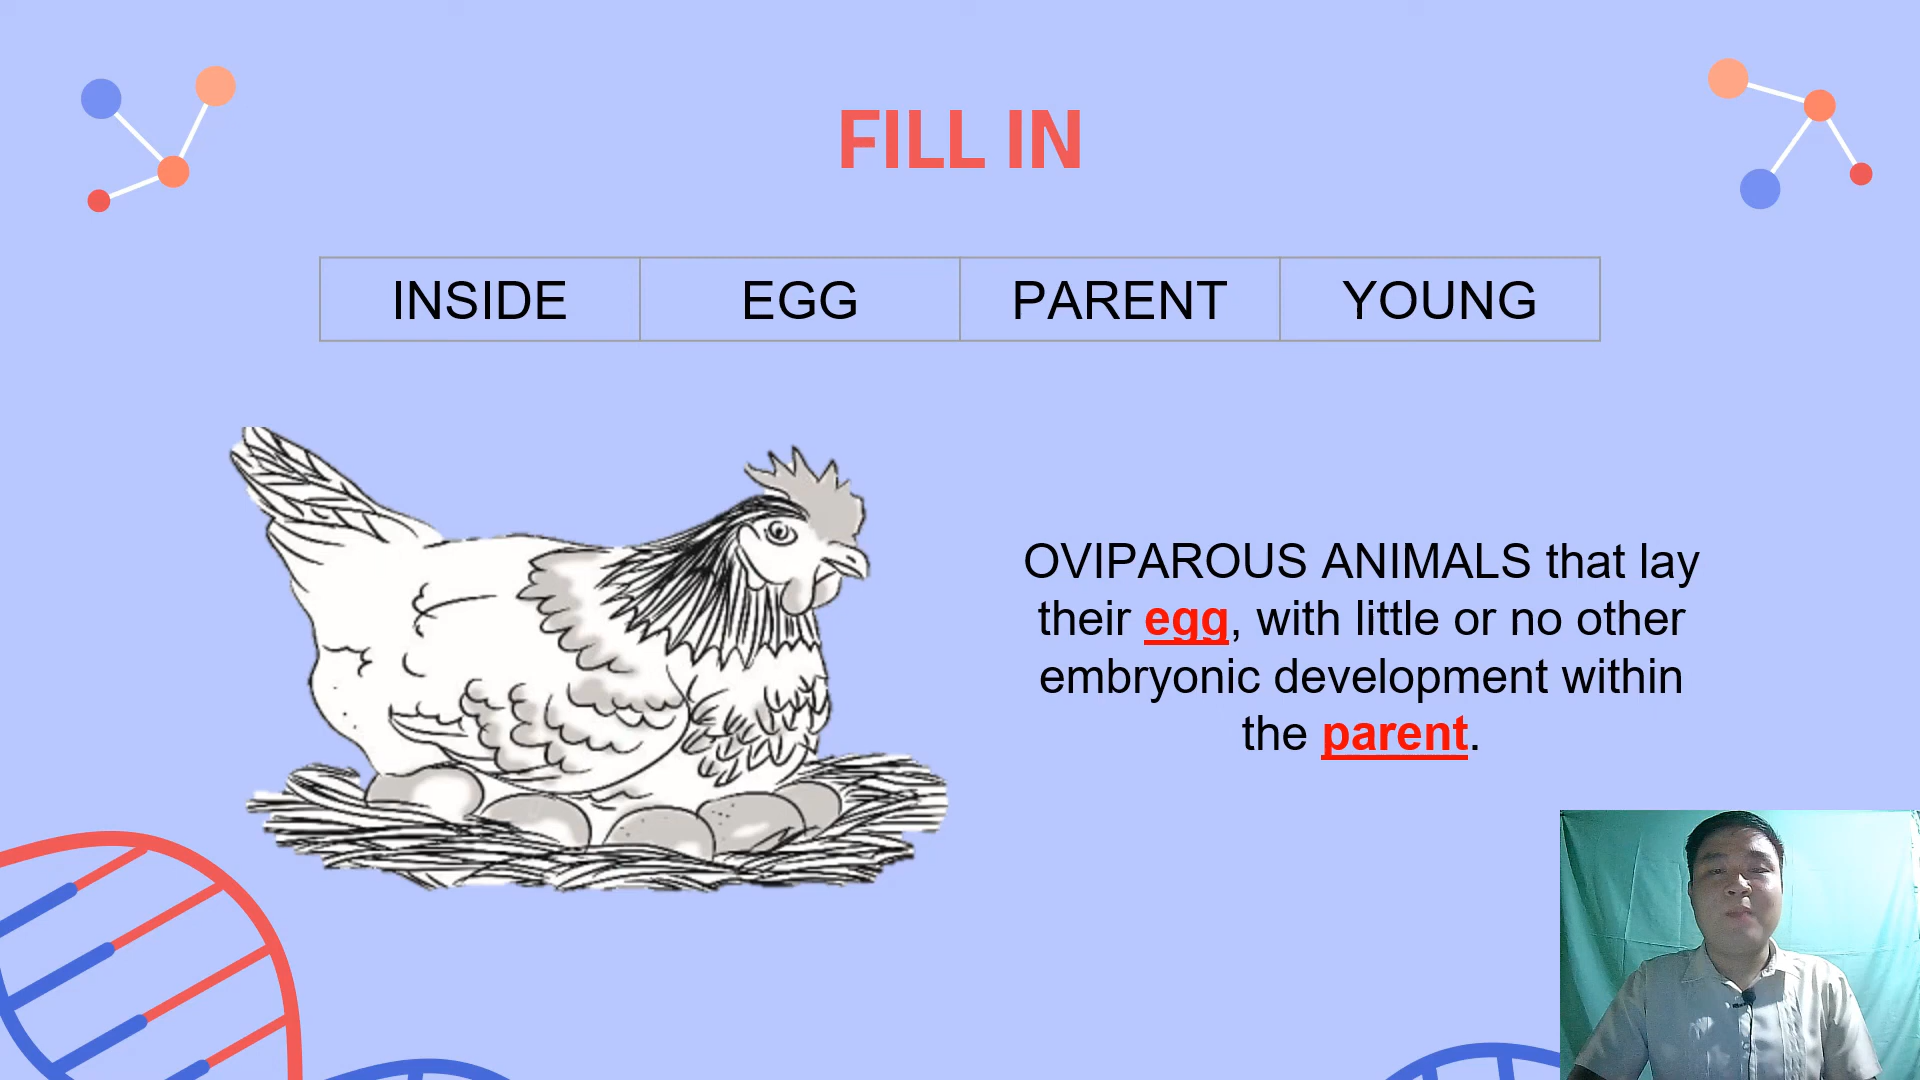 FILL IN
INSIDE EGG PARENT YOUNG
OVIPAROUS ANIMALS that lay
their egg, with little or no other
embryonic development within
the parent.